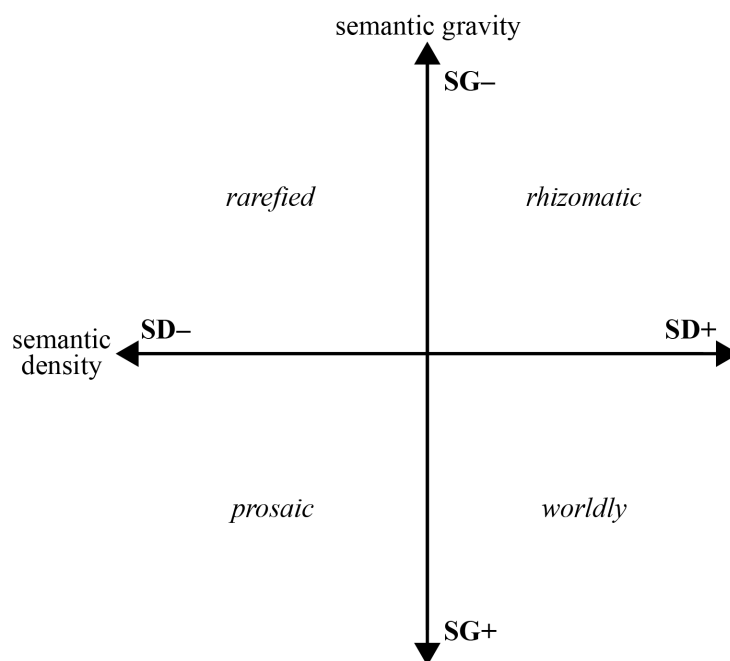 semantic gravity
SG–
rarefied
rhizomatic
SD–
SD+
semantic
density
prosaic
worldly
SG+